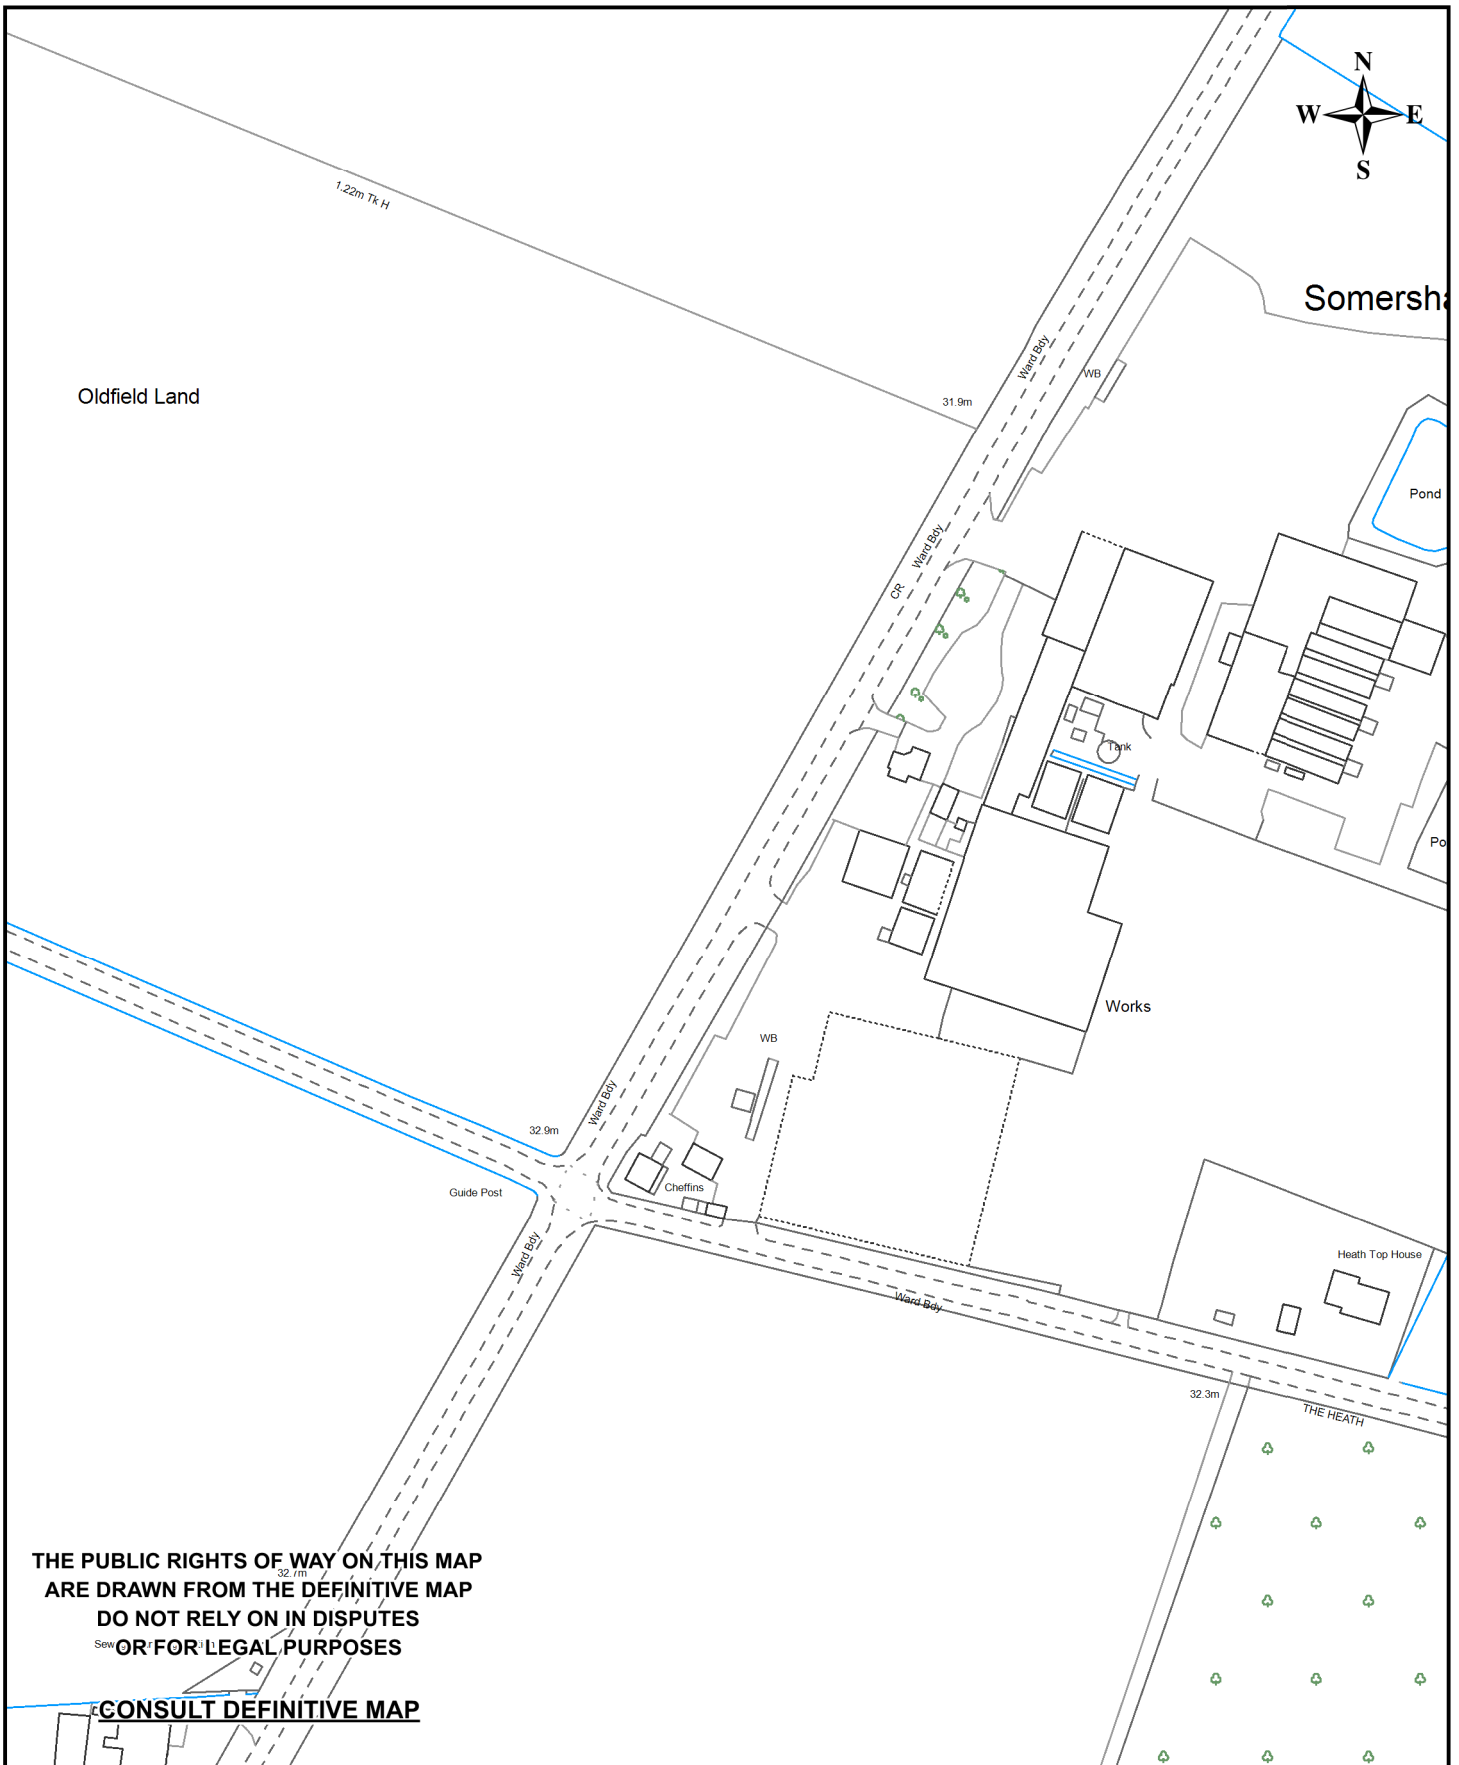 N
W E
S
1.22m Tk H
Somersha
Oldfield Land
Ward Bdy
WB
31.9m
Pond
Ward Bdy
CR
Tank
Po
Works
WB
Ward Bdy
32.9m
Cheffins
Guide Post
Ward Bdy
Heath Top House
Ward Bdy
32.3m
THE HEATH
THE PUBLIC RIGHTS OF WAY ON THIS MAP
32.7m
ARE DRAWN FROM THE DEFINITIVE MAP
DO NOT RELY ON IN DISPUTES
OR FOR LEGAL PURPOSES
CONSULT DEFINITIVE MAP